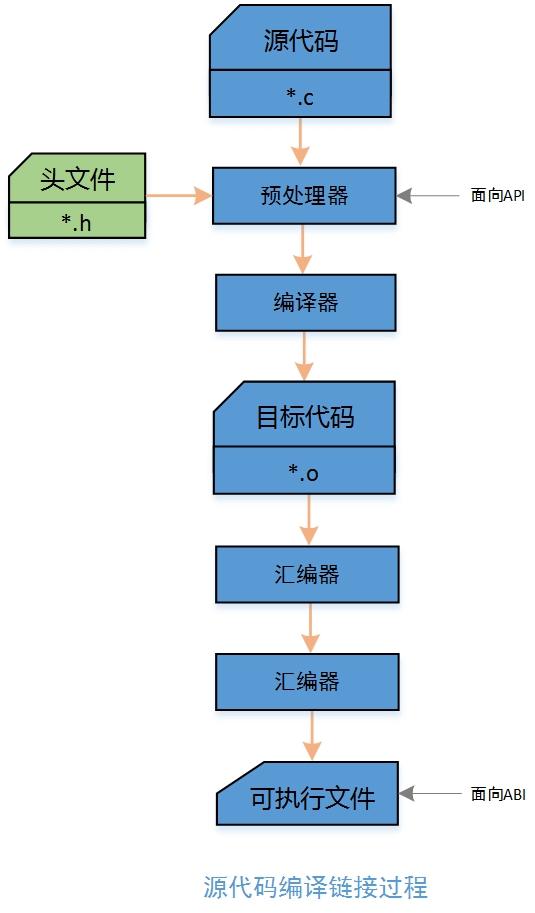 源代码
*.c
头文件
*.h
预处理器
面向API
编译器
目标代码
*.o
汇编器
汇编器
可执行文件
面向ABI
源代码编译链接过程